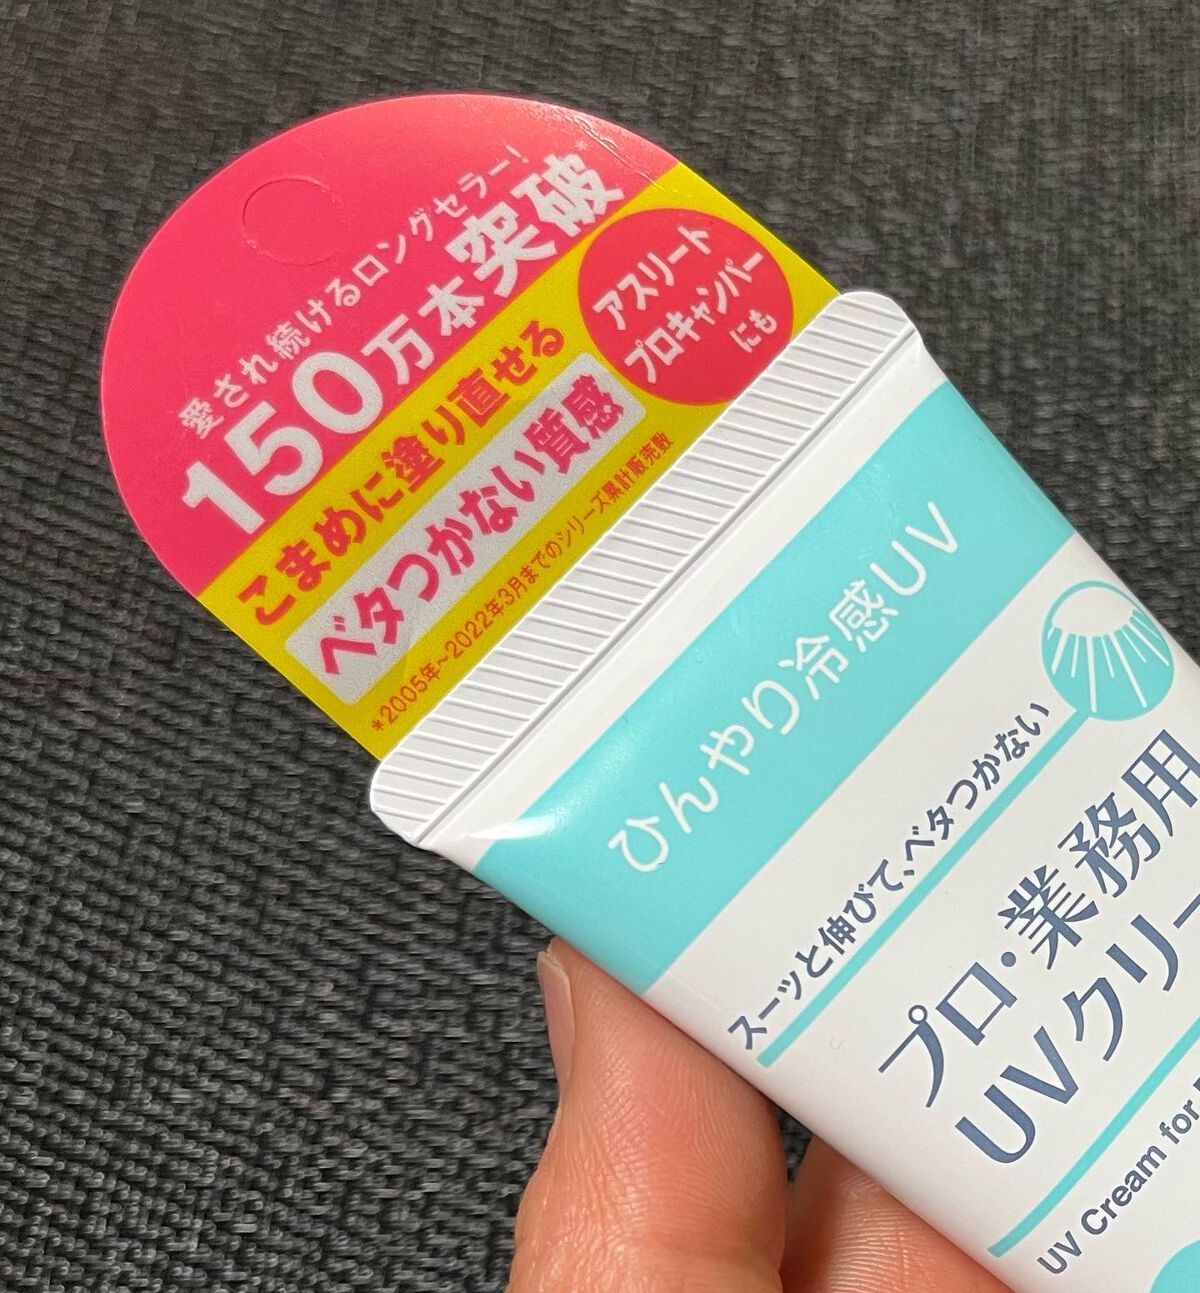 愛され続けるロングセラー!
150万本突破*
こまめに塗り直せる
ベタつかない質感
アスリート
プロキャンパー
にも
*2005年~2022年3月までのシリーズ累計販売数
ひんやり冷感UV
スーッと伸びて、ベタつかない
プロ・業務用
UVクリー
UV Cream for